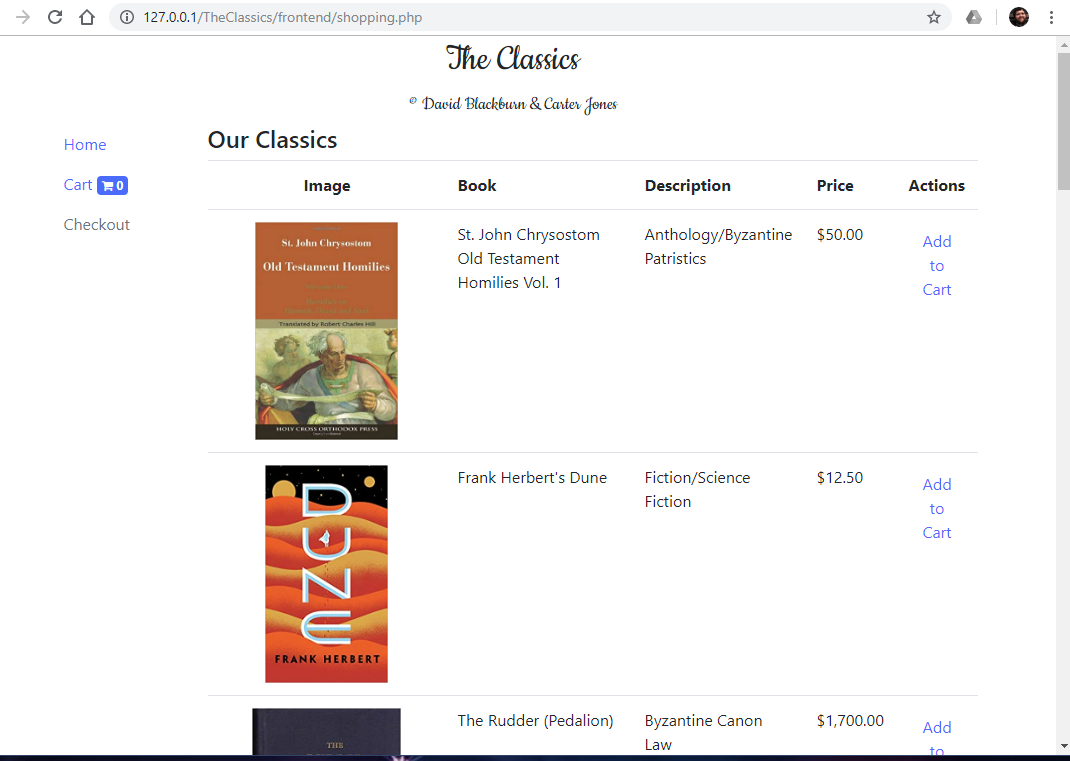 127.0.0.1/TheClassics/frontend/shopping.php
The Classics
© David Blackburn & Carter Jones
Home
Cart 0
Checkout
Our Classics
Image Book Description Price Actions
St. John Chrysostom
Old Testament Homilies
Translated by Robert Charles Hill
HOLY CROSS ORTHODOX PRESS
St. John Chrysostom
Old Testament
Homilies Vol. 1
Anthology/Byzantine
Patristics
$50.00
Add
to
Cart
DUNE
FRANK HERBERT
Frank Herbert's Dune
Fiction/Science
Fiction
$12.50
Add
to
Cart
THE
The Rudder (Pedalion)
Byzantine Canon
Law
$1,700.00
Add
to